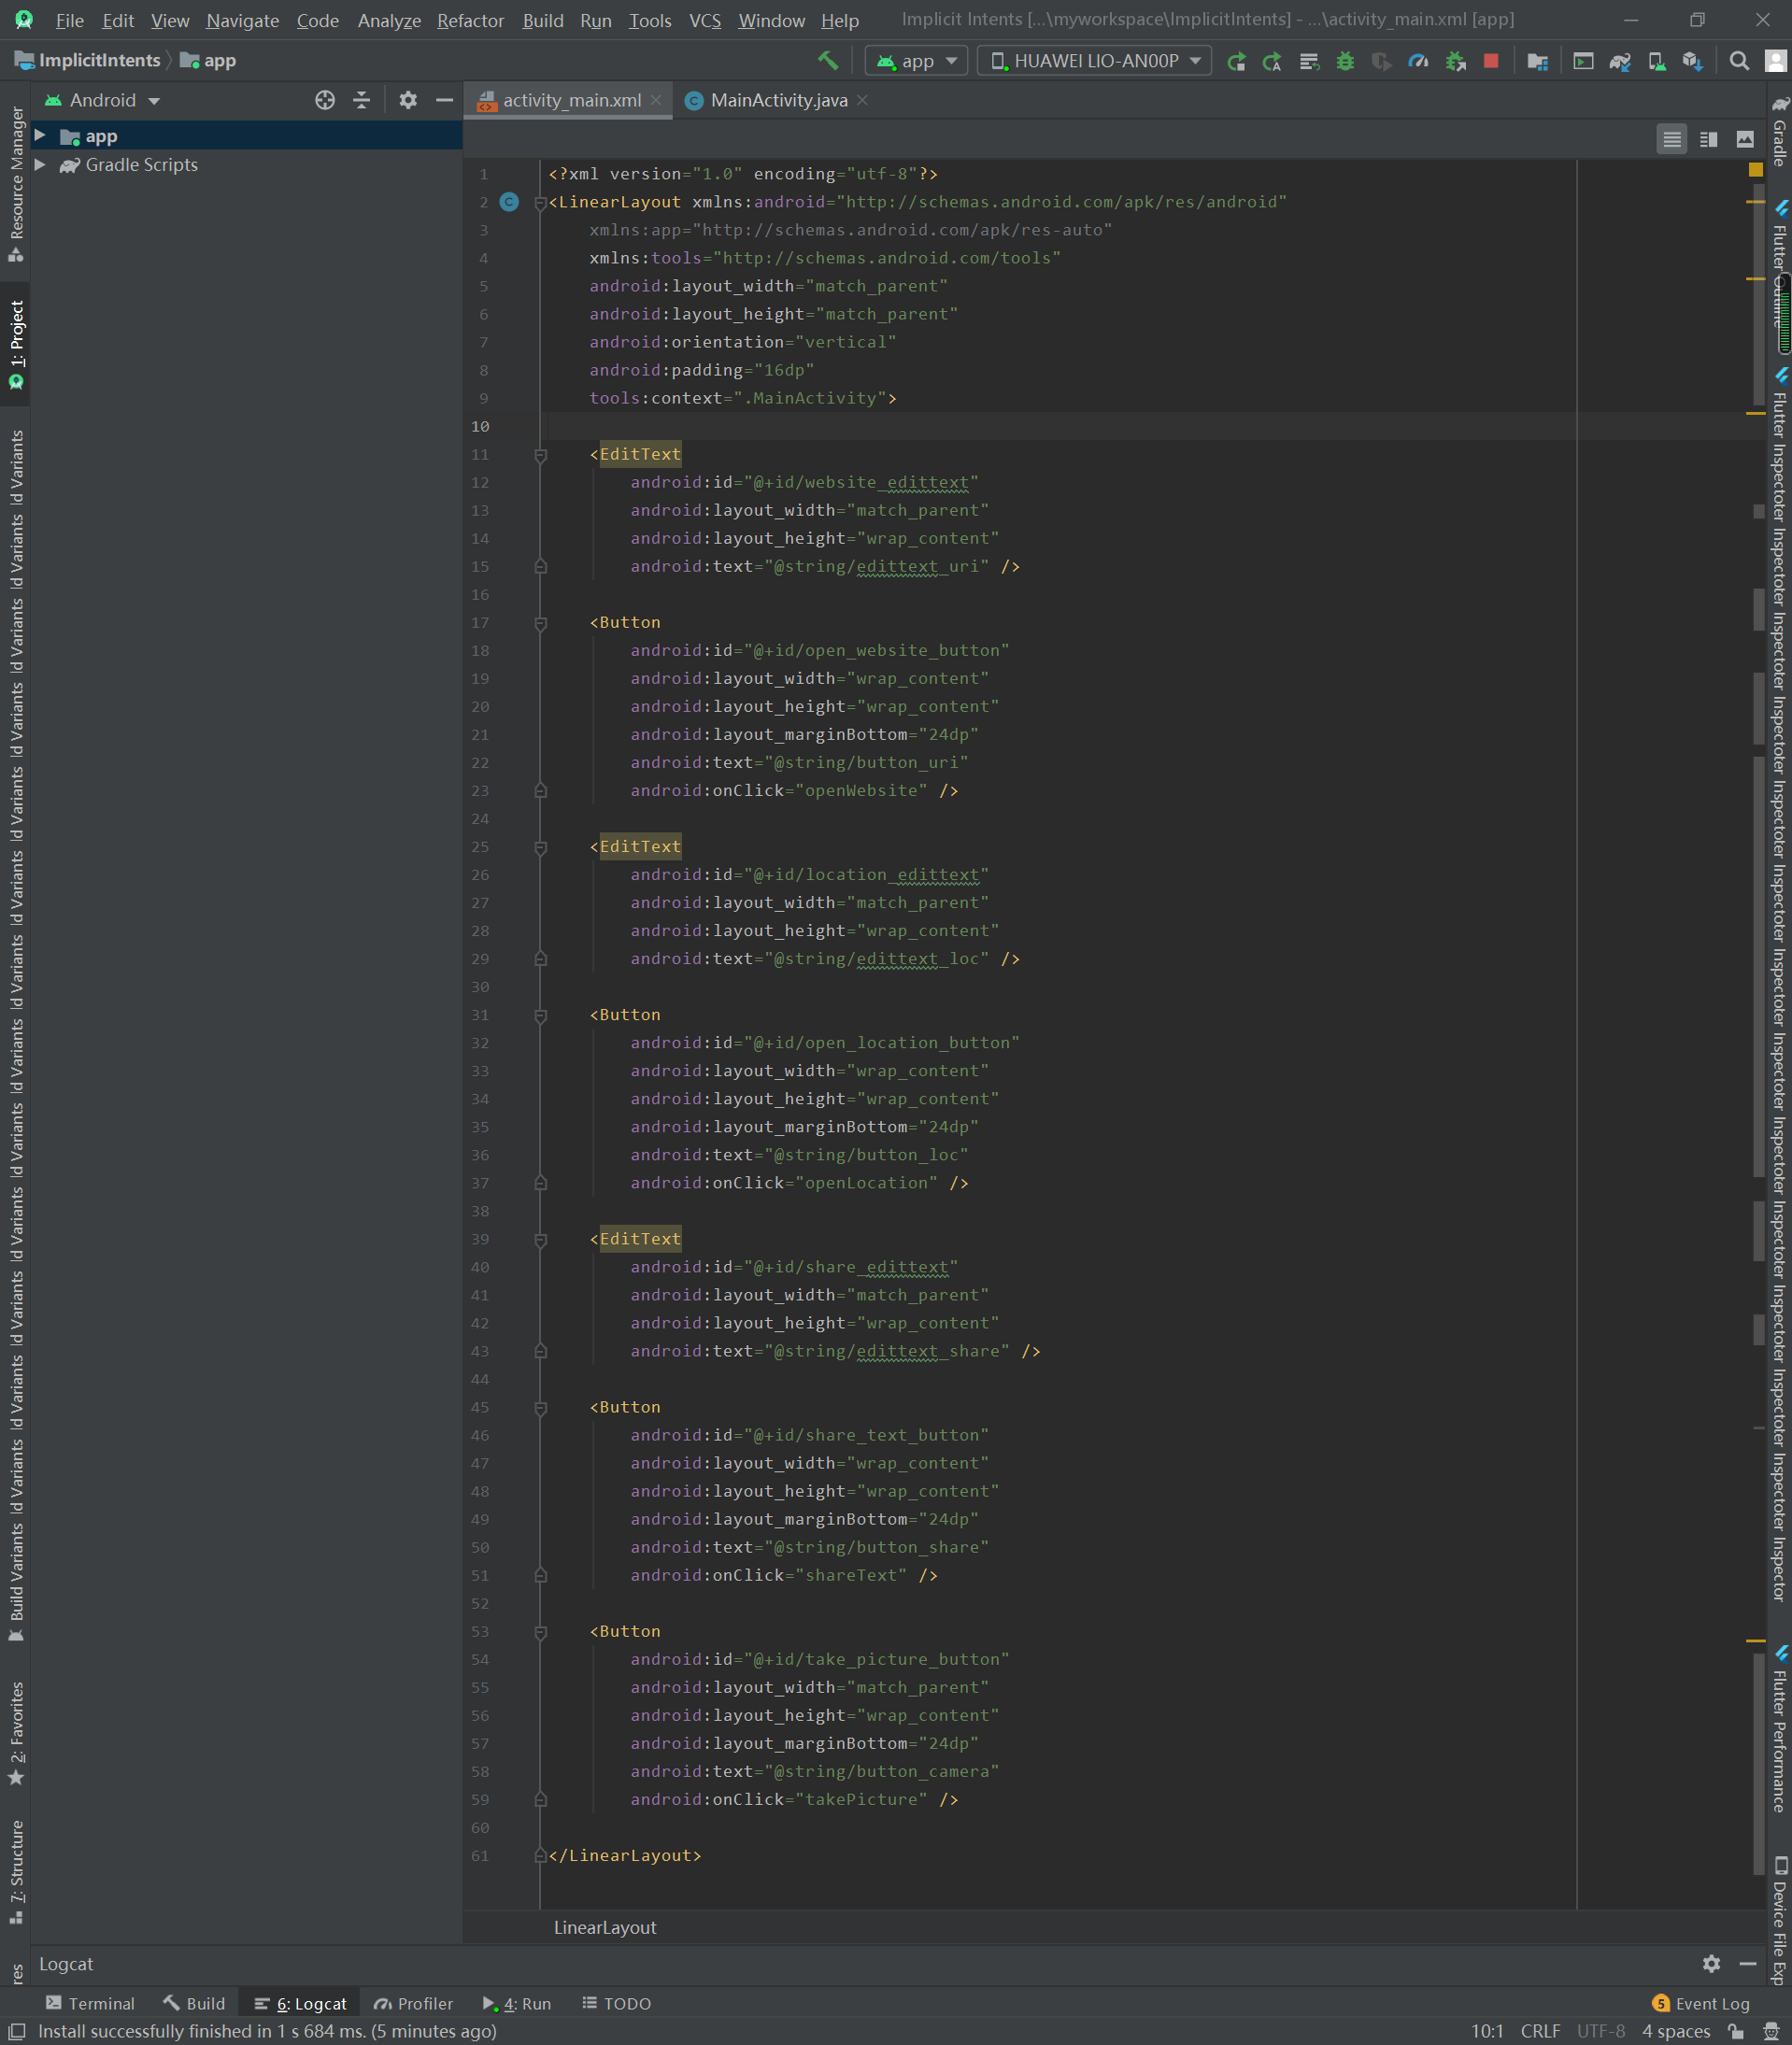 File Edit View Navigate Code Analyze Refactor Build Run Tools VCS Window Help Implicit Intents [...\myworkspace\ImplicitIntents] - ...\activity_main.xml [app]
ImplicitIntents app
app HUAWEI LIO-AN00P
Android
activity_main.xml MainActivity.java
app
Gradle Scripts
Resource Manager
1: Project
Build Variants
2: Favorites
7: Structure
1 <?xml version="1.0" encoding="utf-8"?>
2 <LinearLayout xmlns:android="http://schemas.android.com/apk/res/android"
3 xmlns:app="http://schemas.android.com/apk/res-auto"
4 xmlns:tools="http://schemas.android.com/tools"
5 android:layout_width="match_parent"
6 android:layout_height="match_parent"
7 android:orientation="vertical"
8 android:padding="16dp"
9 tools:context=".MainActivity">
10
11 <EditText
12 android:id="@+id/website_edittext"
13 android:layout_width="match_parent"
14 android:layout_height="wrap_content"
15 android:text="@string/edittext_uri" />
16
17 <Button
18 android:id="@+id/open_website_button"
19 android:layout_width="wrap_content"
20 android:layout_height="wrap_content"
21 android:layout_marginBottom="24dp"
22 android:text="@string/button_uri"
23 android:onClick="openWebsite" />
24
25 <EditText
26 android:id="@+id/location_edittext"
27 android:layout_width="match_parent"
28 android:layout_height="wrap_content"
29 android:text="@string/edittext_loc" />
30
31 <Button
32 android:id="@+id/open_location_button"
33 android:layout_width="wrap_content"
34 android:layout_height="wrap_content"
35 android:layout_marginBottom="24dp"
36 android:text="@string/button_loc"
37 android:onClick="openLocation" />
38
39 <EditText
40 android:id="@+id/share_edittext"
41 android:layout_width="match_parent"
42 android:layout_height="wrap_content"
43 android:text="@string/edittext_share" />
44
45 <Button
46 android:id="@+id/share_text_button"
47 android:layout_width="wrap_content"
48 android:layout_height="wrap_content"
49 android:layout_marginBottom="24dp"
50 android:text="@string/button_share"
51 android:onClick="shareText" />
52
53 <Button
54 android:id="@+id/take_picture_button"
55 android:layout_width="match_parent"
56 android:layout_height="wrap_content"
57 android:layout_marginBottom="24dp"
58 android:text="@string/button_camera"
59 android:onClick="takePicture" />
60
61 </LinearLayout>
LinearLayout
Gradle
Flutter Outline
Flutter Inspector
Flutter Performance
Device File Exp
Logcat
Terminal Build 6: Logcat Profiler 4: Run TODO 5 Event Log
Install successfully finished in 1 s 684 ms. (5 minutes ago) 10:1 CRLF UTF-8 4 spaces